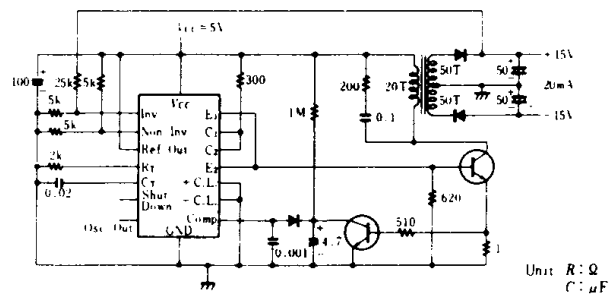 Vcc = 5V
100
25k
5k
5k
5k
2k
0.02
Vcc
Inv
Non Inv
Ref Out
RT
CT
Shut Down
Osc Out
GND
E1
C1
C2
E2
+ C.L.
− C.L.
Comp
300
1M
200
0.1
20T
50T
50T
50
50
+ 15V
20mA
− 15V
620
510
1
4.7
0.001
Unit R : Ω
C : μF